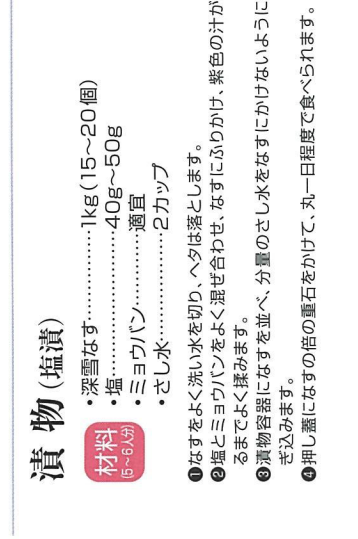 漬物(塩漬)
材料
(5~6人分)
・深雪なす……………1kg(15~20個)
・塩……………………40g~50g
・ミョウバン…………適宜
・さし水………………2カップ
❶なすをよく洗い水を切り、ヘタは落とします。
❷塩とミョウバンをよく混ぜ合わせ、なすにふりかけ、紫色の汁が
るまでよく揉みます。
❸漬物容器になすを並べ、分量のさし水をなすにかけないように
ぎ込みます。
❹押し蓋になすの倍の重石をかけて、丸一日程度で食べられます。